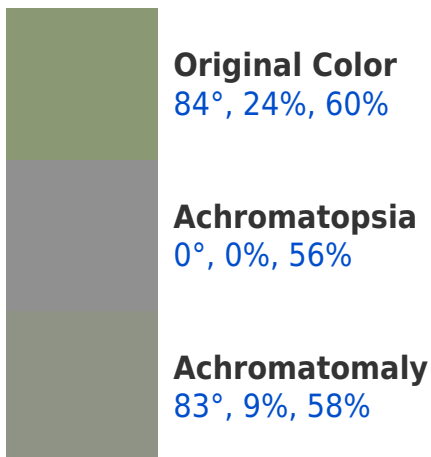 Original Color
84°, 24%, 60%
Achromatopsia
0°, 0%, 56%
Achromatomaly
83°, 9%, 58%